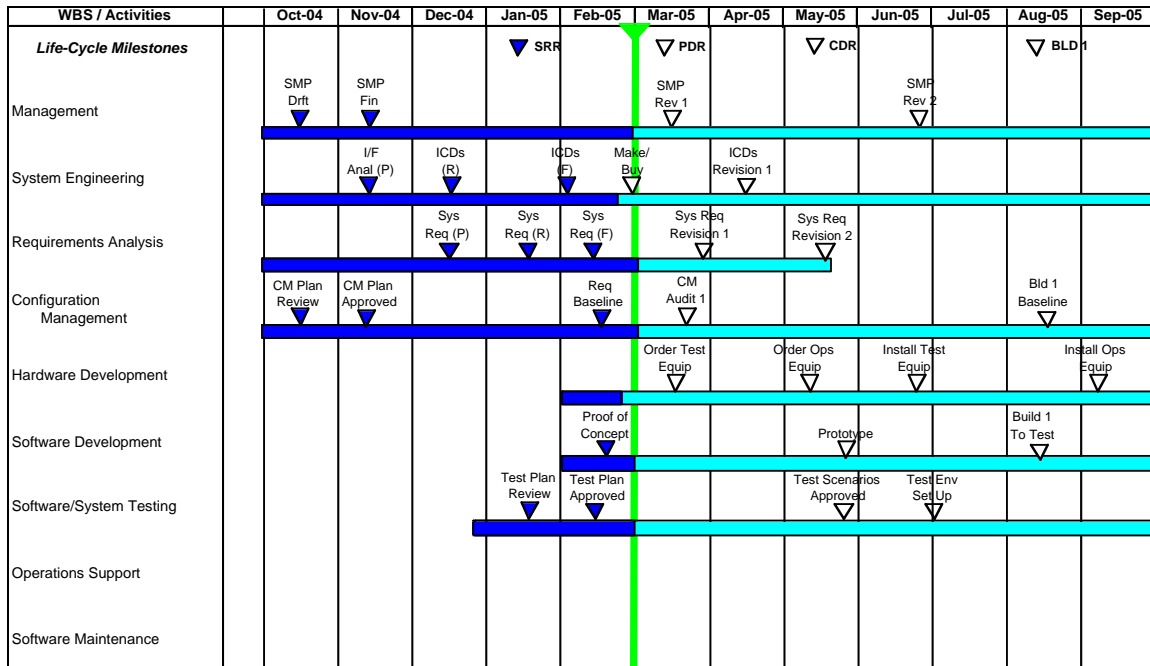 WBS / Activities Oct-04 Nov-04 Dec-04 Jan-05 Feb-05 Mar-05 Apr-05 May-05 Jun-05 Jul-05 Aug-05 Sep-05
Life-Cycle Milestones SRR PDR CDR BLD 1
SMP SMP SMP SMP
Drft Fin Rev 1 Rev 2
Management
I/F ICDs ICDs Make/ ICDs
Anal (P) (R) (F) Buy Revision 1
System Engineering
Sys Sys Sys Sys Req Sys Req
Req (P) Req (R) Req (F) Revision 1 Revision 2
Requirements Analysis
CM Plan CM Plan Req CM Bld 1
Review Approved Baseline Audit 1 Baseline
Configuration
Management
Order Test Order Ops Install Test Install Ops
Equip Equip Equip Equip
Hardware Development
Proof of Build 1
Concept Prototype To Test
Software Development
Test Plan Test Plan Test Scenarios Test Env
Review Approved Approved Set Up
Software/System Testing
Operations Support
Software Maintenance